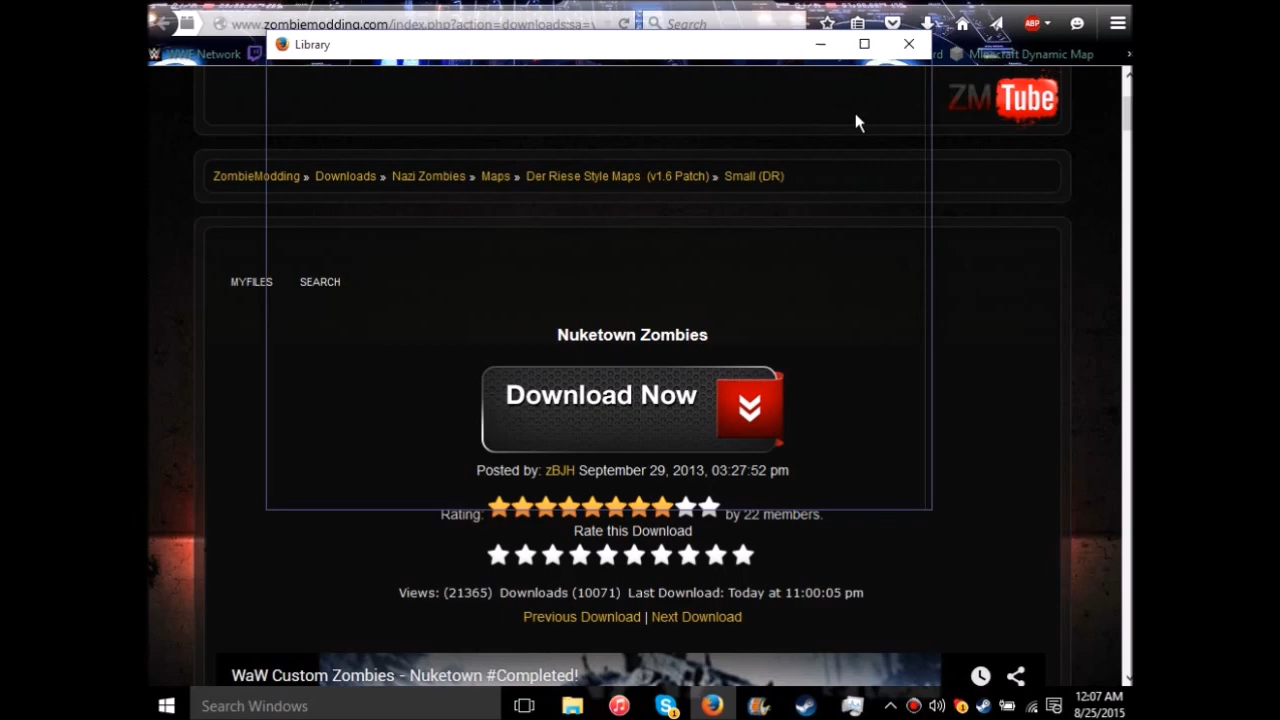 www.zombiemodding.com/index.php?action=downloads;sa=v
Search
ABP
Library
WWE Network
Minecraft Dynamic Map
ZMTube
ZombieModding » Downloads » Nazi Zombies » Maps » Der Riese Style Maps (v1.6 Patch) » Small (DR)
MYFILES SEARCH
Nuketown Zombies
Download Now
Posted by: zBJH September 29, 2013, 03:27:52 pm
Rating: by 22 members.
Rate this Download
Views: (21365) Downloads (10071) Last Download: Today at 11:00:05 pm
Previous Download | Next Download
WaW Custom Zombies - Nuketown #Completed!
Search Windows
12:07 AM
8/25/2015